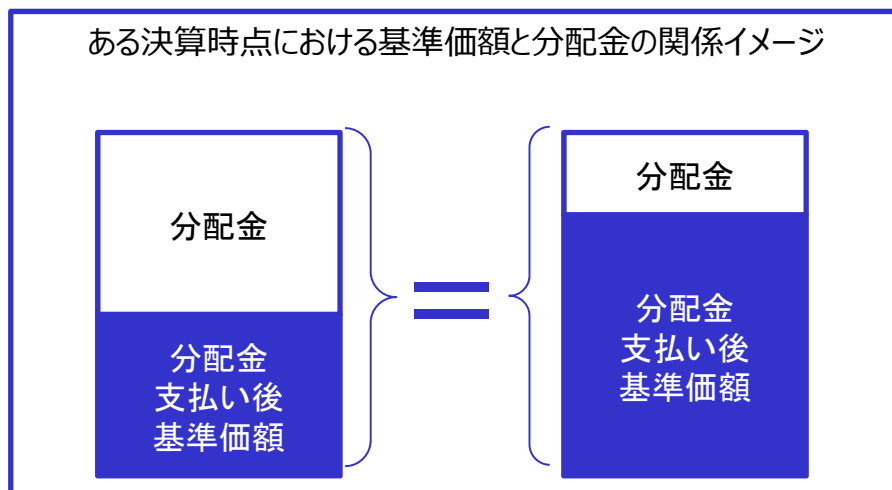 ある決算時点における基準価額と分配金の関係イメージ
分配金
分配金
支払い後
基準価額
分配金
分配金
支払い後
基準価額